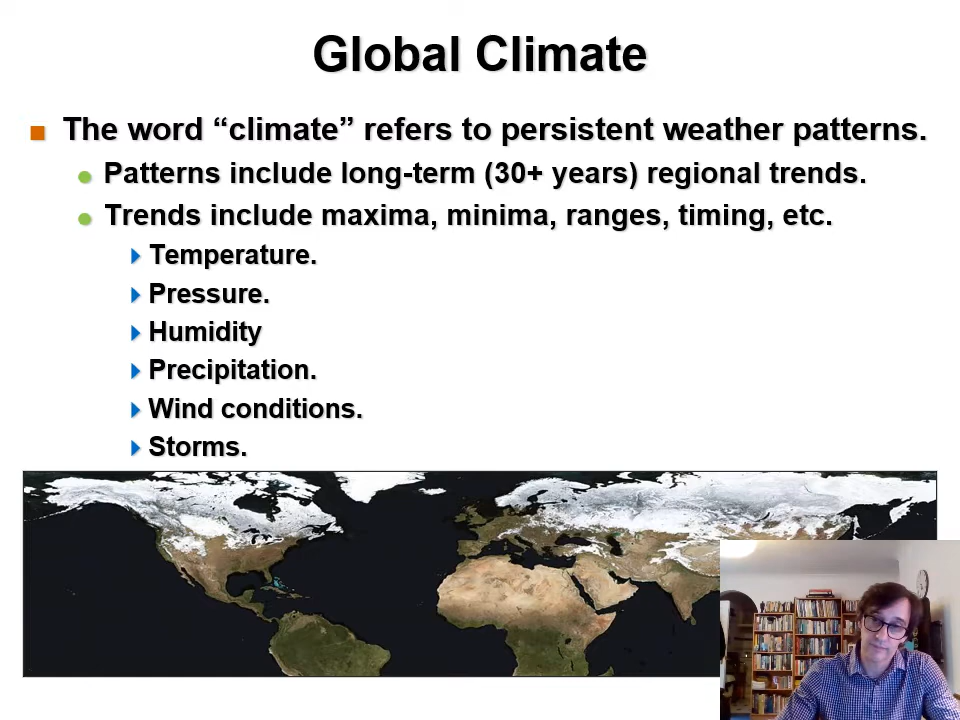 Global Climate
The word “climate” refers to persistent weather patterns.
Patterns include long-term (30+ years) regional trends.
Trends include maxima, minima, ranges, timing, etc.
Temperature.
Pressure.
Humidity
Precipitation.
Wind conditions.
Storms.